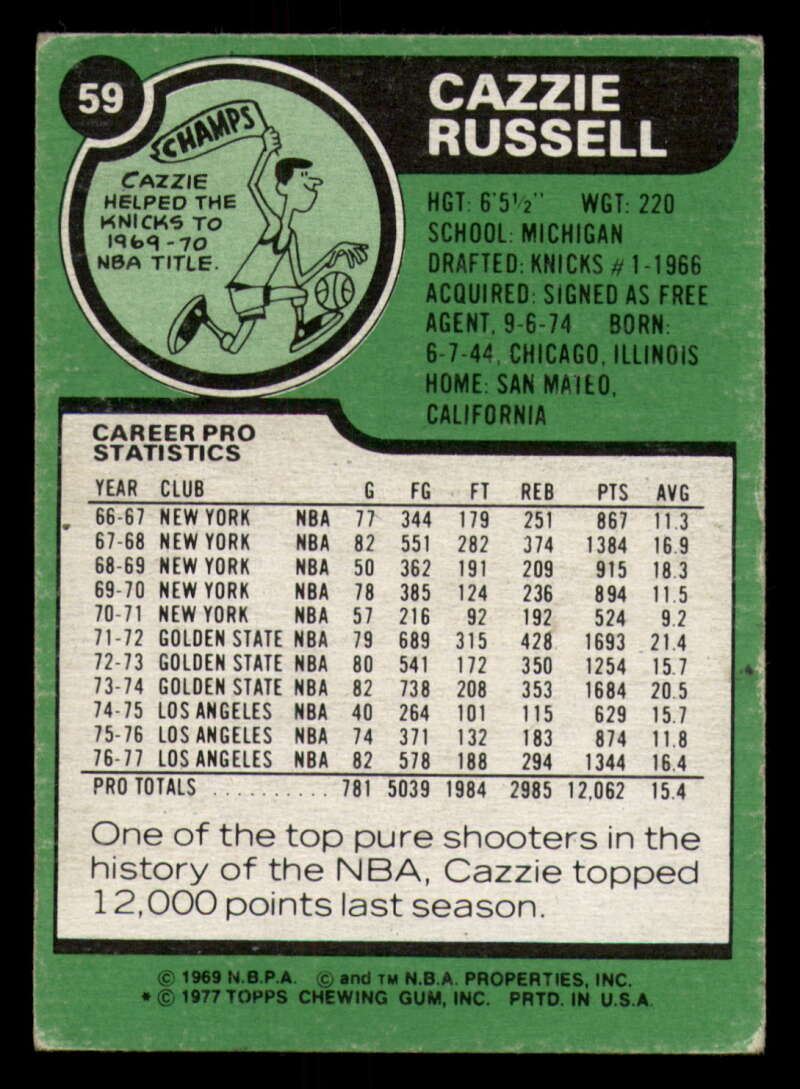 59
CHAMPS
CAZZIE
HELPED THE
KNICKS TO
1969-70
NBA TITLE.
CAZZIE
RUSSELL
HGT: 6'5½" WGT: 220
SCHOOL: MICHIGAN
DRAFTED: KNICKS #1-1966
ACQUIRED: SIGNED AS FREE
AGENT, 9-6-74 BORN:
6-7-44, CHICAGO, ILLINOIS
HOME: SAN MATEO,
CALIFORNIA
CAREER PRO
STATISTICS
YEAR CLUB G FG FT REB PTS AVG
66-67 NEW YORK NBA 77 344 179 251 867 11.3
67-68 NEW YORK NBA 82 551 282 374 1384 16.9
68-69 NEW YORK NBA 50 362 191 209 915 18.3
69-70 NEW YORK NBA 78 385 124 236 894 11.5
70-71 NEW YORK NBA 57 216 92 192 524 9.2
71-72 GOLDEN STATE NBA 79 689 315 428 1693 21.4
72-73 GOLDEN STATE NBA 80 541 172 350 1254 15.7
73-74 GOLDEN STATE NBA 82 738 208 353 1684 20.5
74-75 LOS ANGELES NBA 40 264 101 115 629 15.7
75-76 LOS ANGELES NBA 74 371 132 183 874 11.8
76-77 LOS ANGELES NBA 82 578 188 294 1344 16.4
PRO TOTALS .......... 781 5039 1984 2985 12,062 15.4
One of the top pure shooters in the
history of the NBA, Cazzie topped
12,000 points last season.
© 1969 N.B.P.A. © and TM N.B.A. PROPERTIES, INC.
* © 1977 TOPPS CHEWING GUM, INC. PRTD. IN U.S.A.